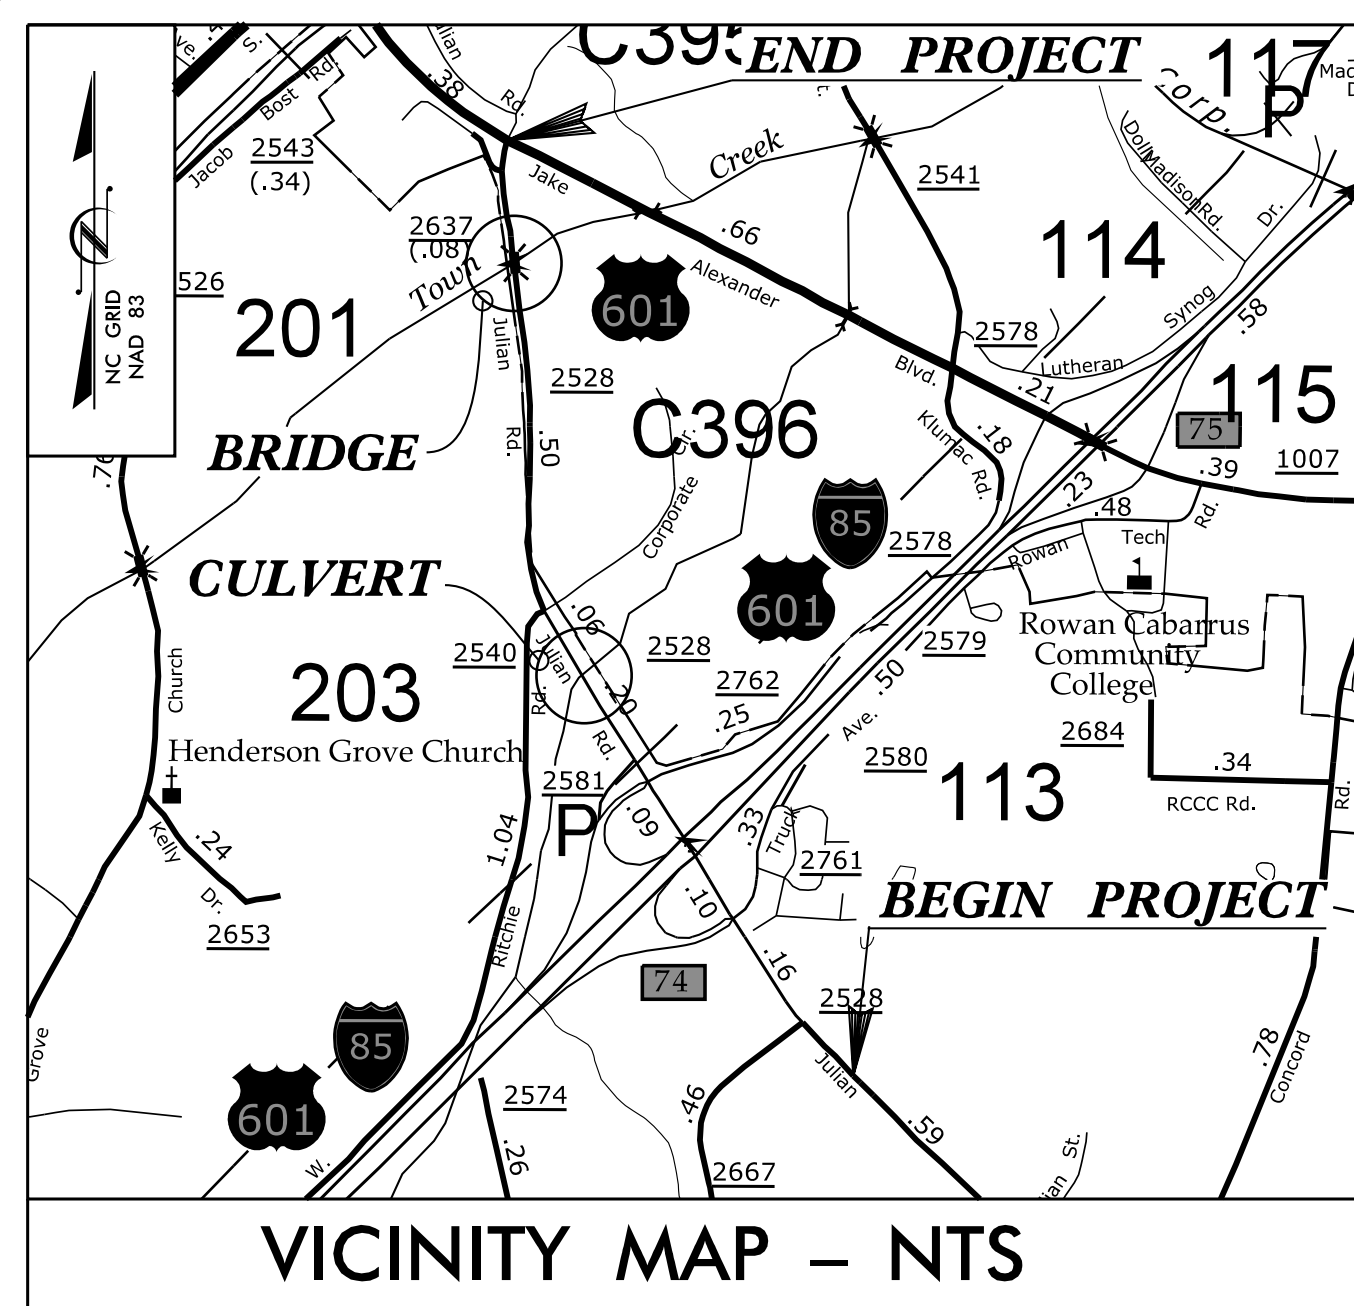 END PROJECT
117
Corp.
Rd.
.38
Rd.
Bost
Jacob
S.
2543
(.34)
Jake
Creek
2541
Dolly
Madison
Rd.
Dr.
NC GRID
NAD 83
526
2637
(.08)
Town
.66
Alexander
114
Synog
.58
201
601
Julian
2528
Blvd.
2578
Lutheran
.21
115
75
1007
.39
BRIDGE
Rd.
.50
C396
Dr.
Corporate
Klumac
Rd.
.18
.23
.48
Rd.
85
2578
Rowan
Tech
.76
CULVERT
601
.06
2528
2762
.25
.20
2579
Rowan Cabarrus
Community
College
2540
Julian
Rd.
Rd.
Church
203
Henderson Grove Church
.50
Ave.
2580
2684
.34
RCCC Rd.
Rd.
2581
P
.09
.33
Truck
113
2761
Kelly
.24
Dr.
2653
1.04
Ritchie
.10
BEGIN PROJECT
.16
74
2528
Grove
85
601
W.
2574
.26
.46
2667
Julian
.59
.78
Concord
St.
VICINITY MAP – NTS